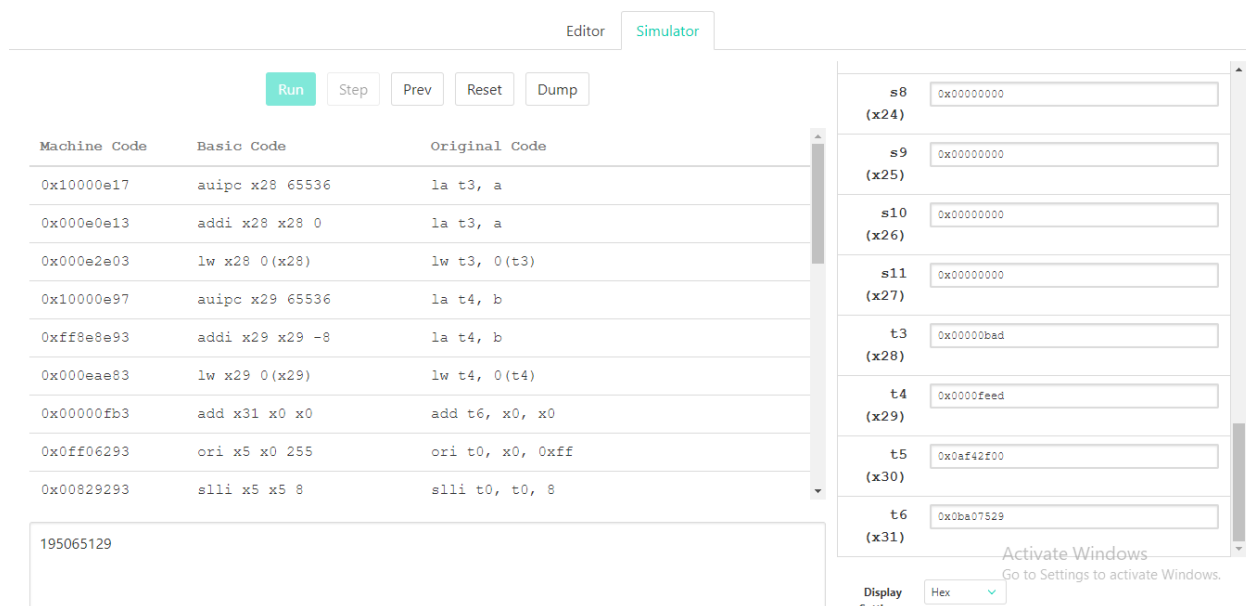 Editor Simulator
Run Step Prev Reset Dump
Machine Code Basic Code Original Code
0x10000e17 auipc x28 65536 la t3, a
0x000e0e13 addi x28 x28 0 la t3, a
0x000e2e03 lw x28 0(x28) lw t3, 0(t3)
0x10000e97 auipc x29 65536 la t4, b
0xff8e8e93 addi x29 x29 -8 la t4, b
0x000eae83 lw x29 0(x29) lw t4, 0(t4)
0x00000fb3 add x31 x0 x0 add t6, x0, x0
0x0ff06293 ori x5 x0 255 ori t0, x0, 0xff
0x00829293 slli x5 x5 8 slli t0, t0, 8
195065129
s8 0x00000000
(x24)
s9 0x00000000
(x25)
s10 0x00000000
(x26)
s11 0x00000000
(x27)
t3 0x00000bad
(x28)
t4 0x0000feed
(x29)
t5 0x0af42f00
(x30)
t6 0x0ba07529
(x31)
Activate Windows
Go to Settings to activate Windows.
Display Hex